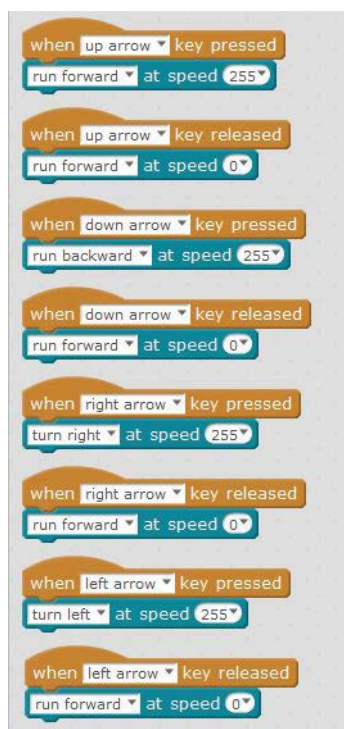 when up arrow key pressed
run forward at speed 255
when up arrow key released
run forward at speed 0
when down arrow key pressed
run backward at speed 255
when down arrow key released
run forward at speed 0
when right arrow key pressed
turn right at speed 255
when right arrow key released
run forward at speed 0
when left arrow key pressed
turn left at speed 255
when left arrow key released
run forward at speed 0